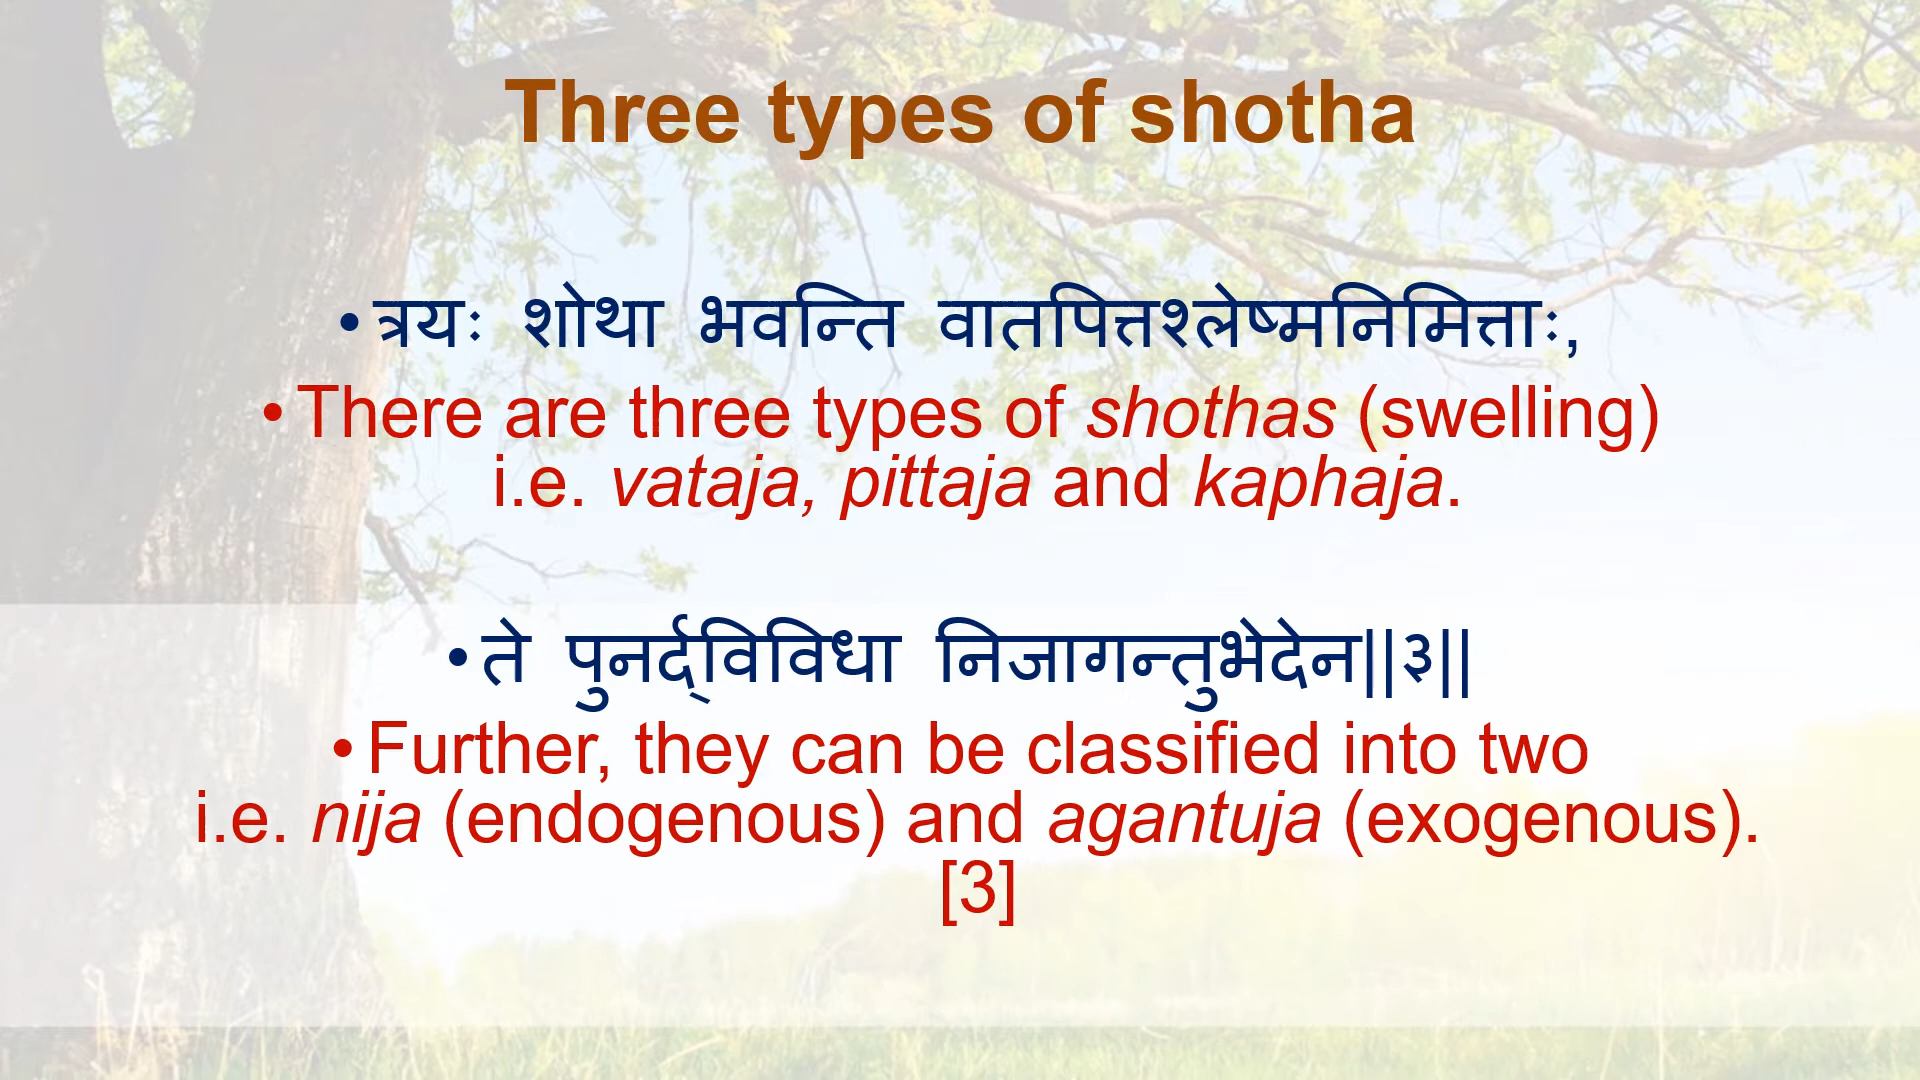 Three types of shotha
• त्रयः शोथा भवन्ति वातपित्तश्लेष्मनिमित्ताः,
• There are three types of shothas (swelling)
i.e. vataja, pittaja and kaphaja.
• ते पुनर्द्विविधा निजागन्तुभेदेन||३||
• Further, they can be classified into two
i.e. nija (endogenous) and agantuja (exogenous).
[3]